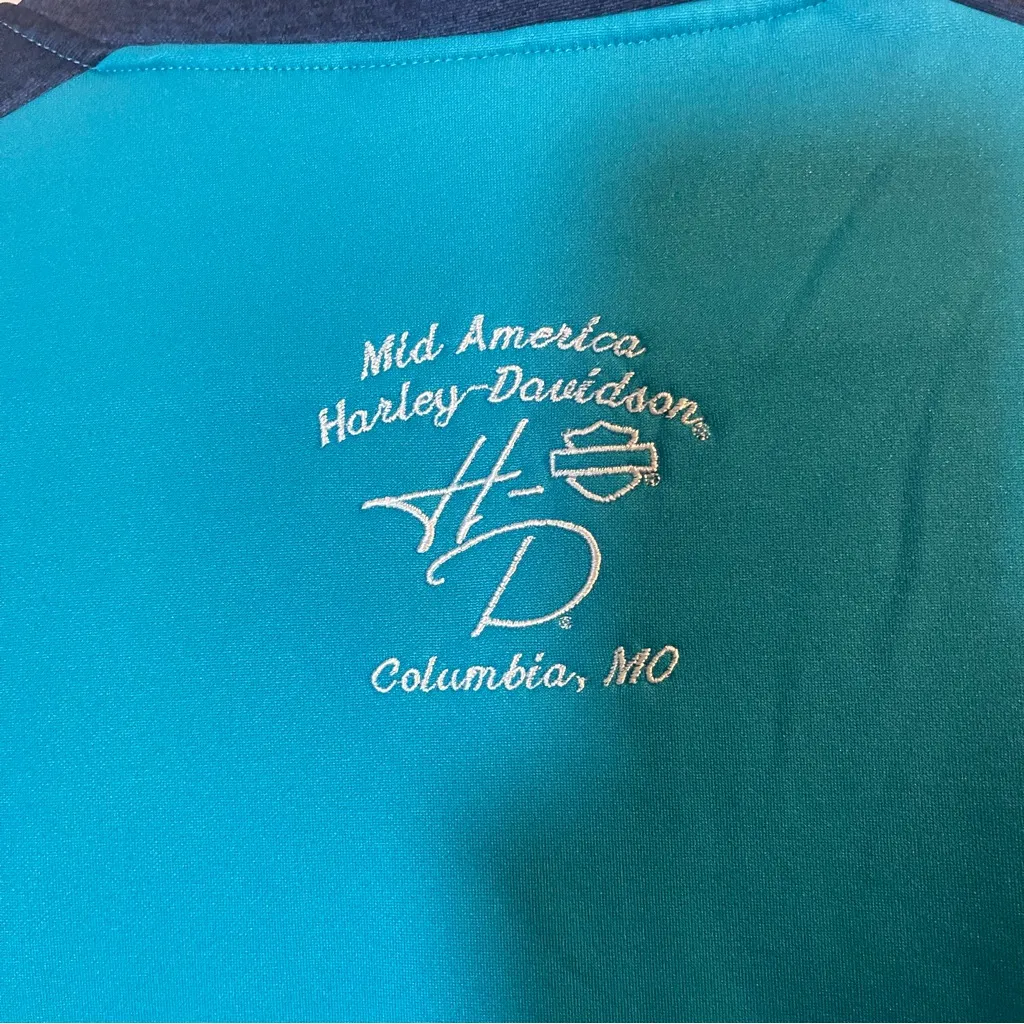 Mid America
Harley-Davidson®
H-
D®
Columbia, MO